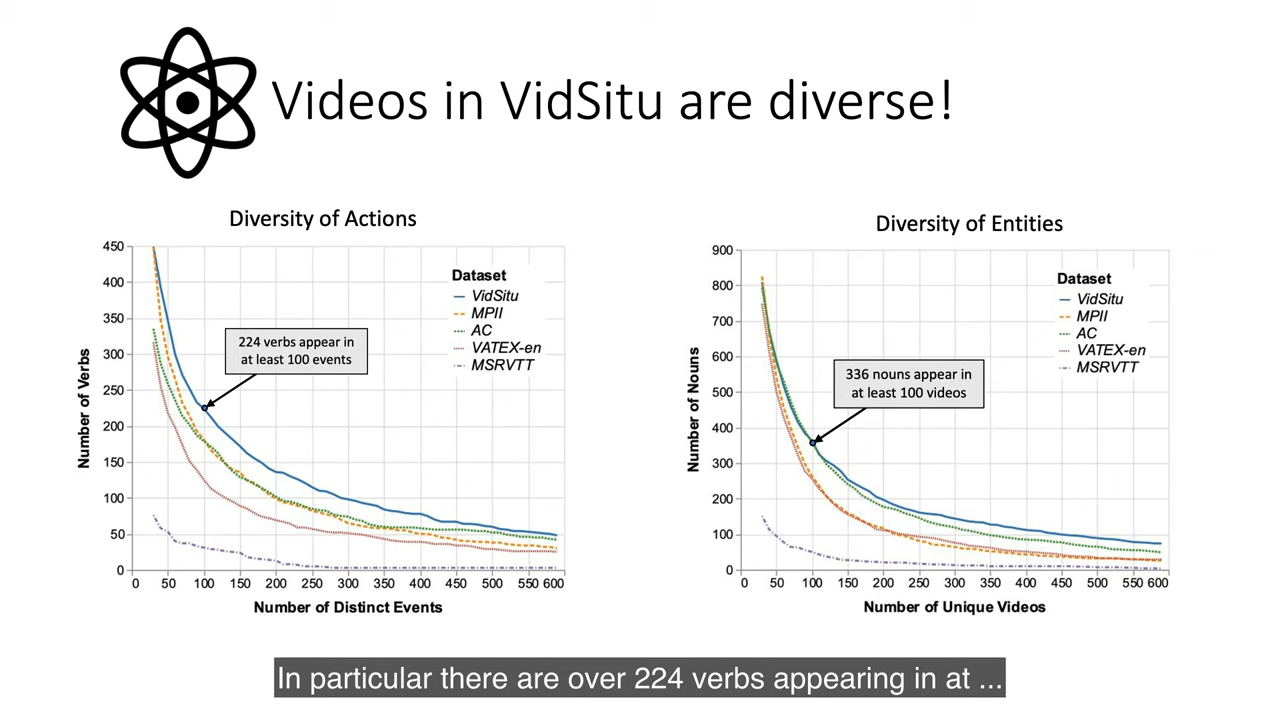 Videos in VidSitu are diverse!
Diversity of Actions
450
400
350
300
250
200
150
100
50
0
Number of Verbs
Dataset
VidSitu
MPII
AC
VATEX-en
MSRVTT
224 verbs appear in
at least 100 events
0 50 100 150 200 250 300 350 400 450 500 550 600
Number of Distinct Events
Diversity of Entities
900
800
700
600
500
400
300
200
100
0
Number of Nouns
Dataset
VidSitu
MPII
AC
VATEX-en
MSRVTT
336 nouns appear in
at least 100 videos
0 50 100 150 200 250 300 350 400 450 500 550 600
Number of Unique Videos
In particular there are over 224 verbs appearing in at ...